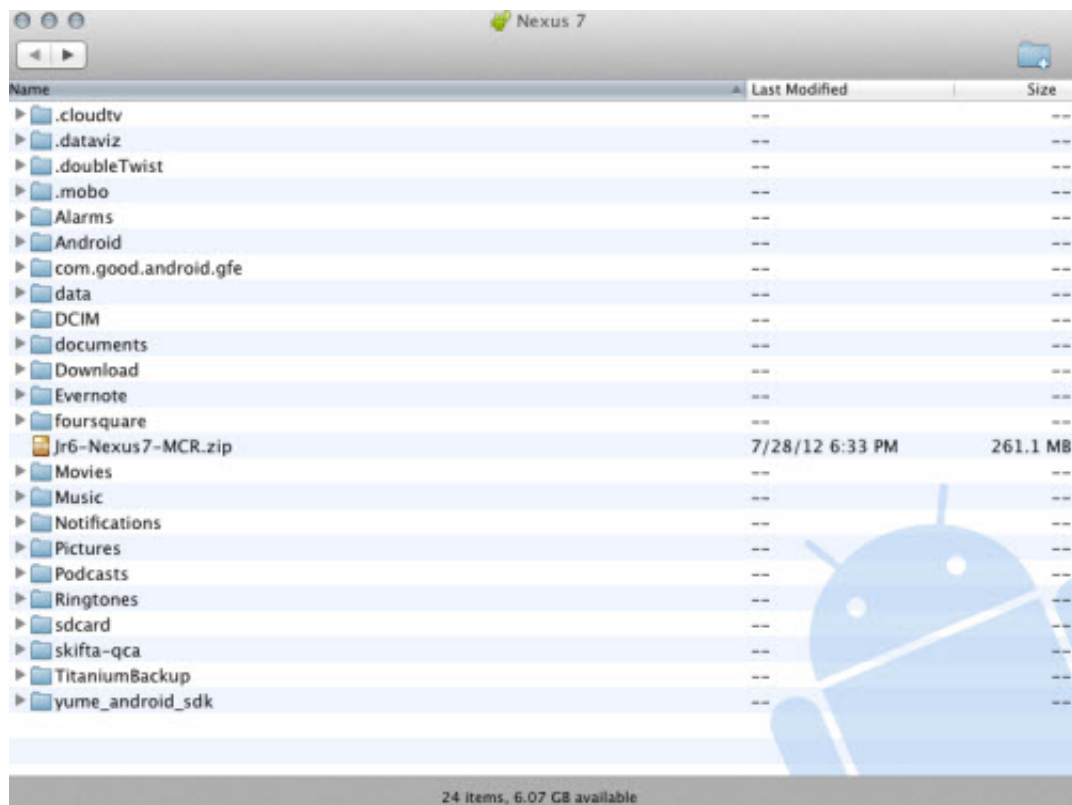 Nexus 7
Name Last Modified Size
.cloudtv -- --
.dataviz -- --
.doubleTwist -- --
.mobo -- --
Alarms -- --
Android -- --
com.good.android.gfe -- --
data -- --
DCIM -- --
documents -- --
Download -- --
Evernote -- --
foursquare -- --
Jr6-Nexus7-MCR.zip 7/28/12 6:33 PM 261.1 MB
Movies -- --
Music -- --
Notifications -- --
Pictures -- --
Podcasts -- --
Ringtones -- --
sdcard -- --
skifta-qca -- --
TitaniumBackup -- --
yume_android_sdk -- --
24 items, 6.07 GB available